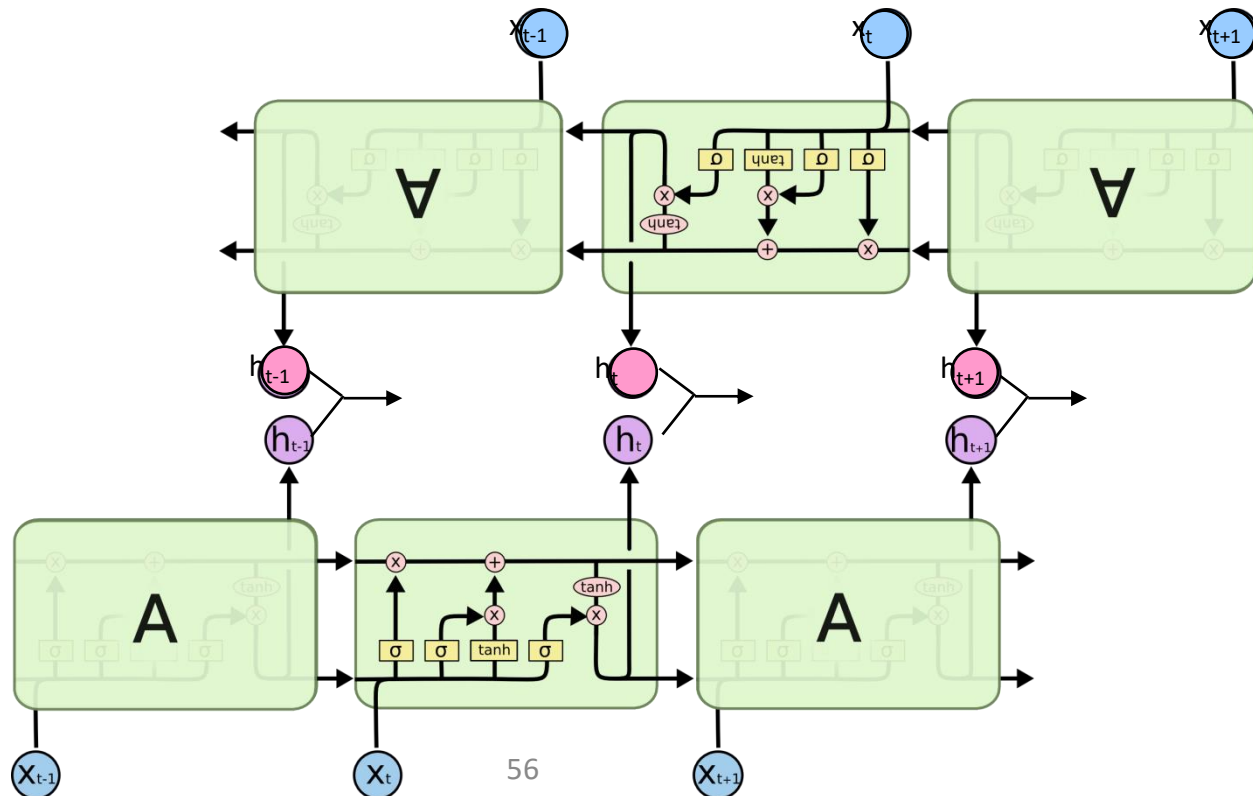 xt-1 xt xt+1
σ tanh σ σ
x x
tanh
+ x
∀ ∀
ht-1 ht ht+1
ht-1 ht ht+1
x +
tanh
x x
σ σ tanh σ
A A
xt-1 xt 56 xt+1